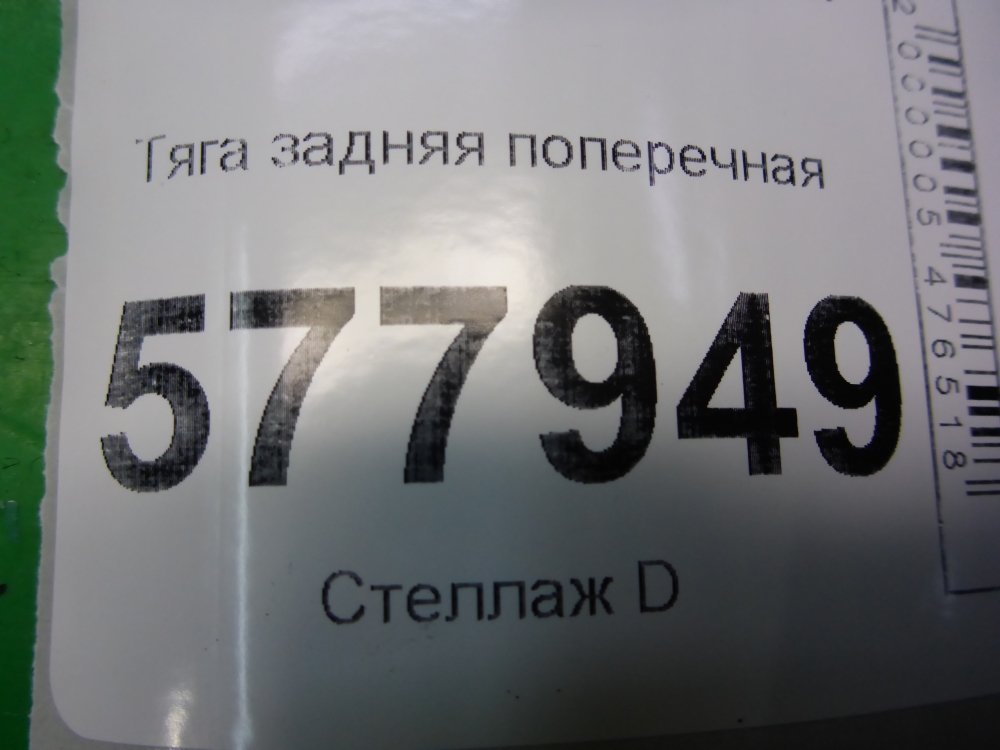 Тяга задняя поперечная
577949
Стеллаж D
2000005476518